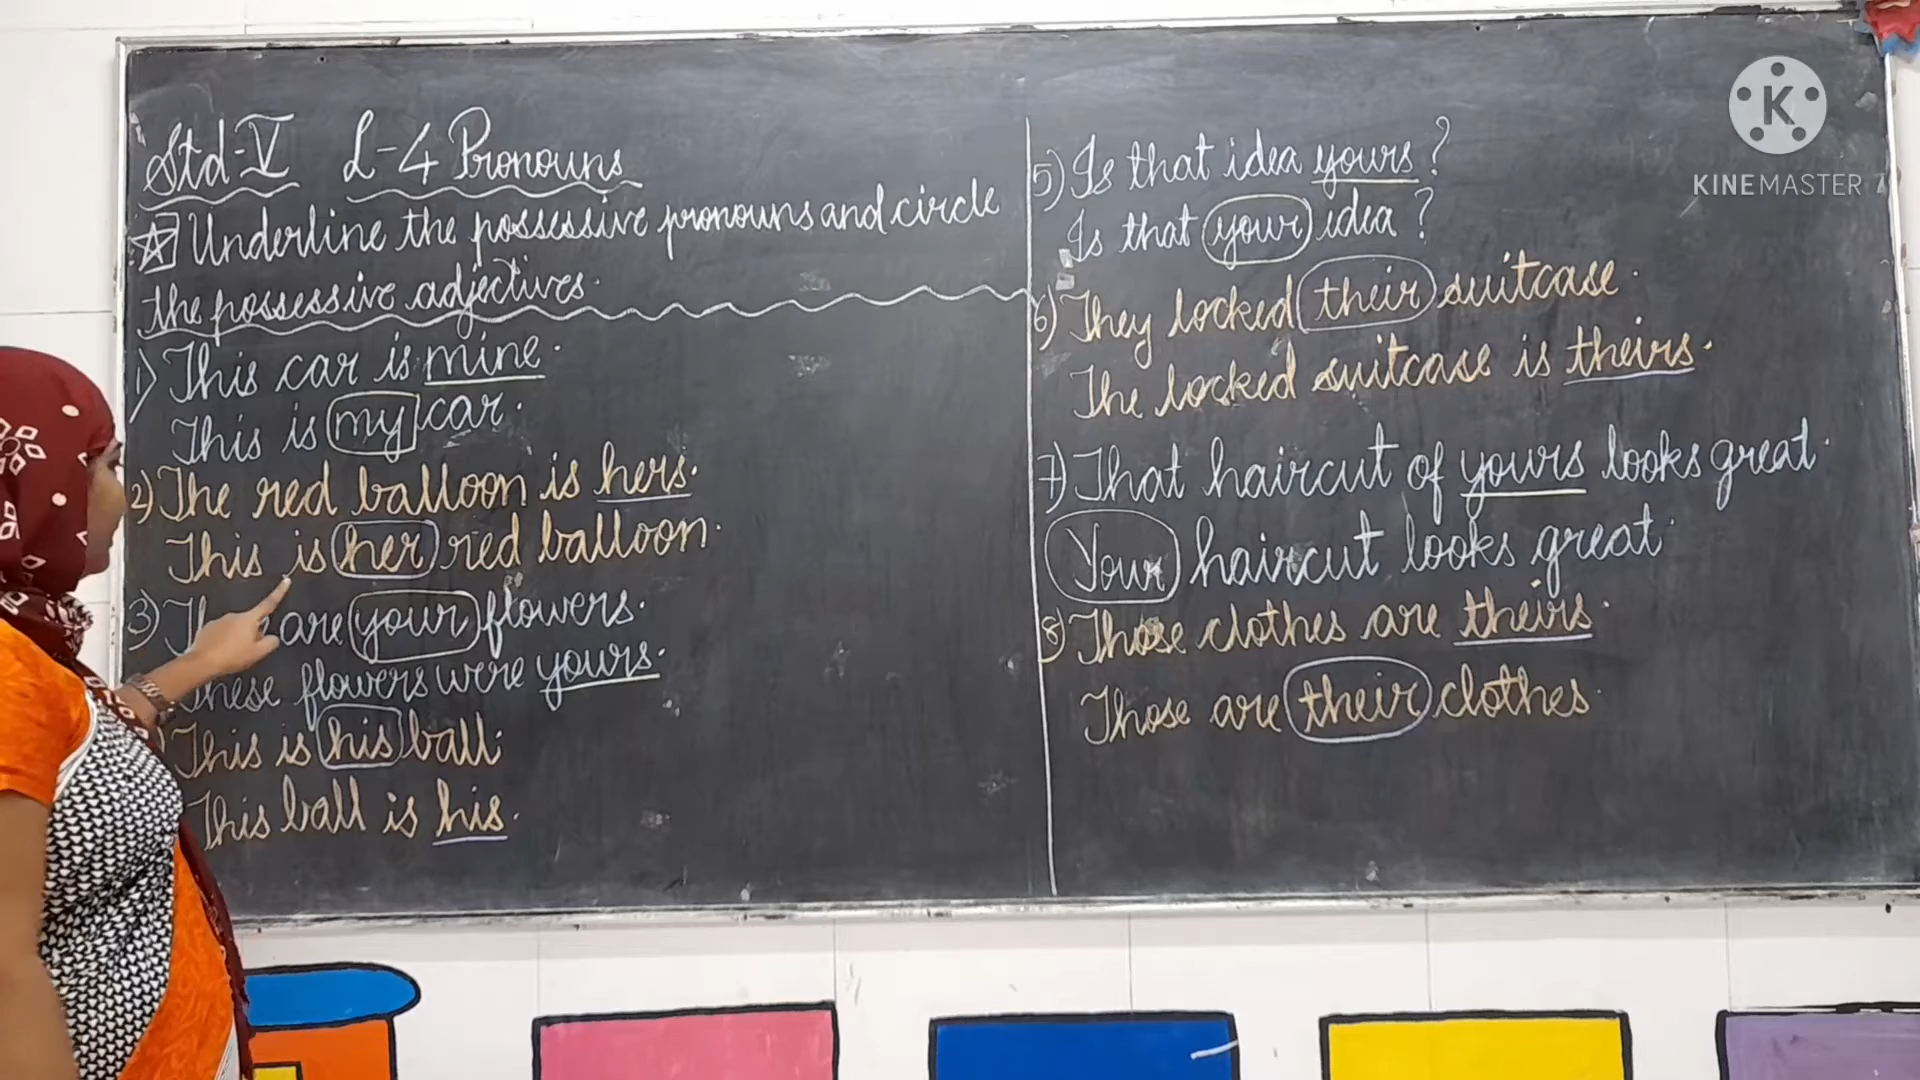 Std-V L-4 Pronouns
Underline the possessive pronouns and circle
the possessive adjectives.
1) This car is mine.
This is my car.
2) The red balloon is hers.
This is her red balloon.
3) are your flowers.
These flowers were yours.
This is his ball.
This ball is his.
5) Is that idea yours?
Is that your idea?
6) They locked their suitcase.
The locked suitcase is theirs.
7) That haircut of yours looks great.
Your haircut looks great.
8) Those clothes are theirs.
Those are their clothes.
K
KINEMASTER